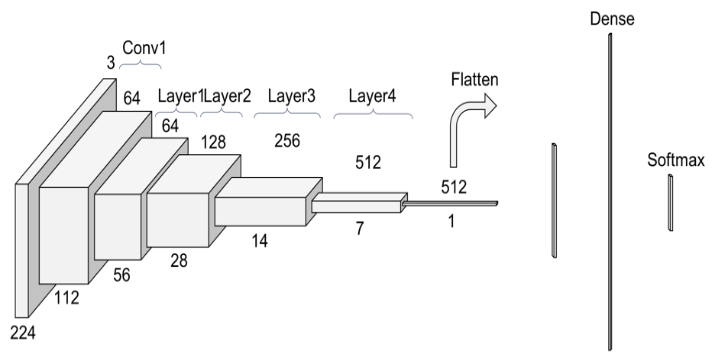 Dense
Conv1
3
Flatten
64
Layer1
Layer2
Layer3
Layer4
64
128
256
512
Softmax
512
1
7
14
28
56
112
224